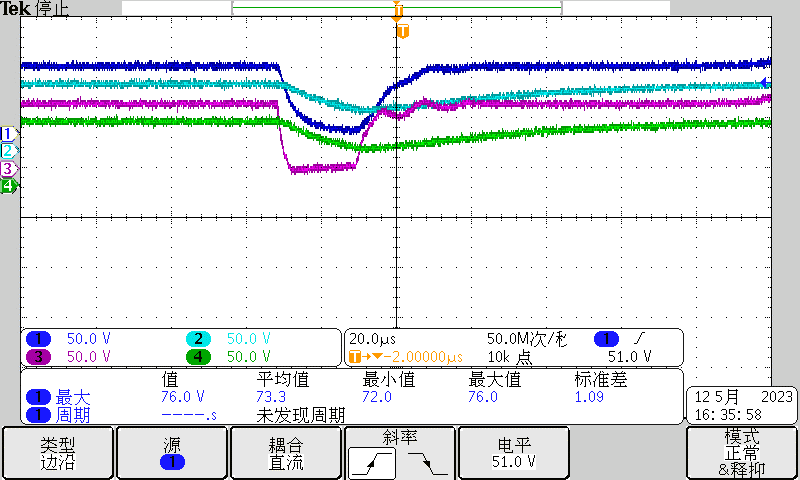 Tek 停止
T
1
2
3
4
1 50.0 V 2 50.0 V
3 50.0 V 4 50.0 V
20.0μs 50.0M次/秒 1
T→▼−2.00000μs 10k 点 51.0 V
值 平均值 最小值 最大值 标准差
1 最大 76.0 V 73.3 72.0 76.0 1.09
1 周期 −−−−.s 未发现周期
12 5月 2023
16:35:58
类型
边沿
源
1
耦合
直流
斜率
电平
51.0 V
模式
正常
&释抑